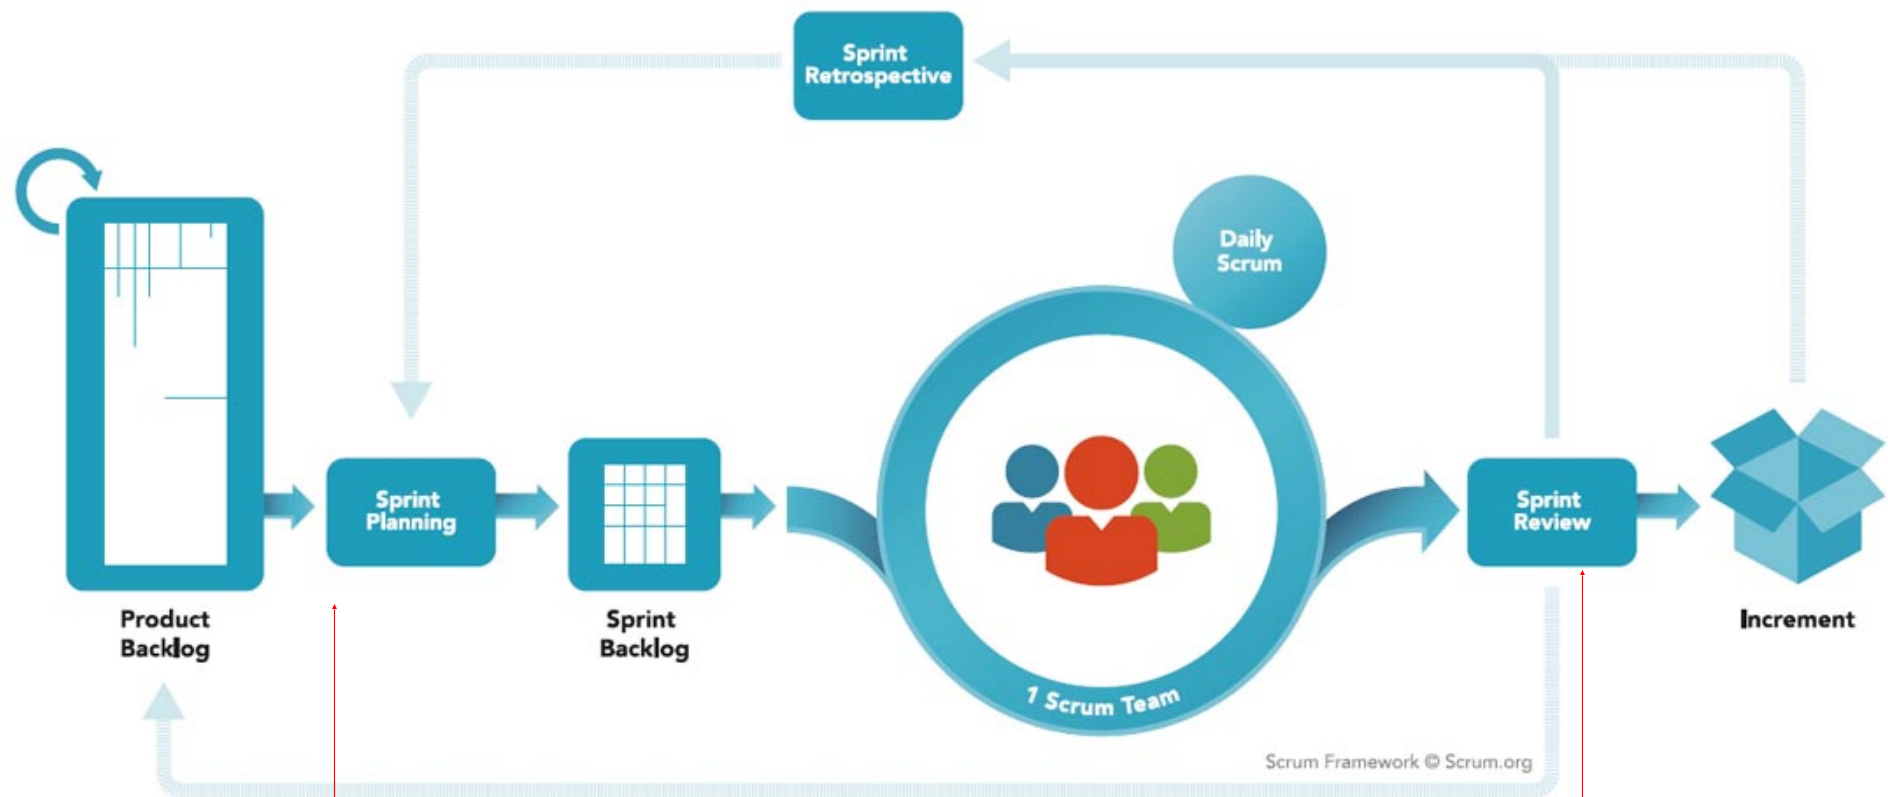 Sprint
Retrospective
Daily
Scrum
Sprint
Planning
Sprint
Review
Product
Backlog
Sprint
Backlog
1 Scrum Team
Increment
Scrum Framework © Scrum.org